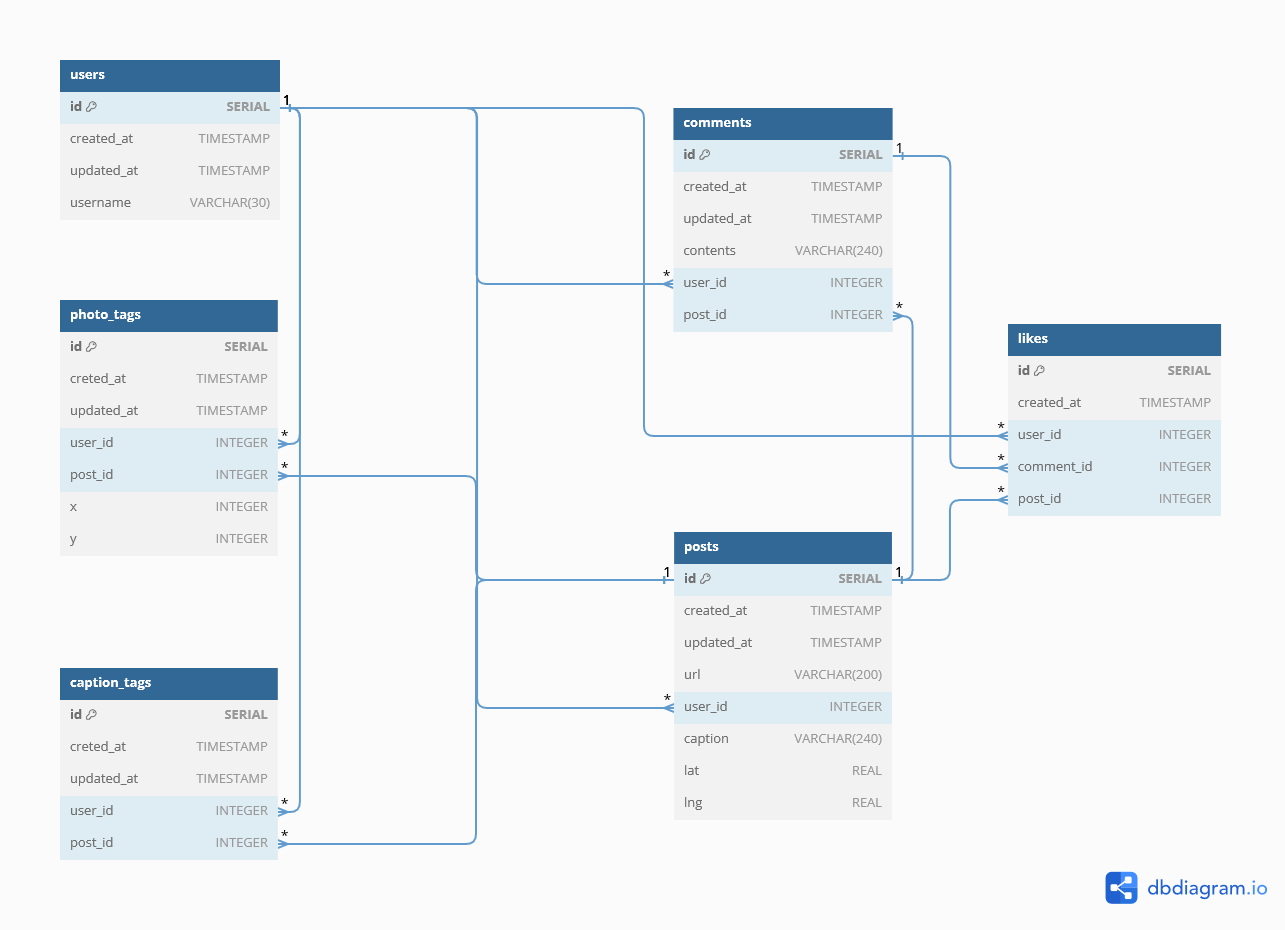 users
id SERIAL
created_at TIMESTAMP
updated_at TIMESTAMP
username VARCHAR(30)
1
photo_tags
id SERIAL
creted_at TIMESTAMP
updated_at TIMESTAMP
user_id INTEGER
*
post_id INTEGER
*
x INTEGER
y INTEGER
caption_tags
id SERIAL
creted_at TIMESTAMP
updated_at TIMESTAMP
user_id INTEGER
*
post_id INTEGER
*
comments
id SERIAL
1
created_at TIMESTAMP
updated_at TIMESTAMP
contents VARCHAR(240)
*
user_id INTEGER
post_id INTEGER
*
posts
1
id SERIAL
1
created_at TIMESTAMP
updated_at TIMESTAMP
url VARCHAR(200)
*
user_id INTEGER
caption VARCHAR(240)
lat REAL
lng REAL
likes
id SERIAL
created_at TIMESTAMP
*
user_id INTEGER
*
comment_id INTEGER
*
post_id INTEGER
dbdiagram.io